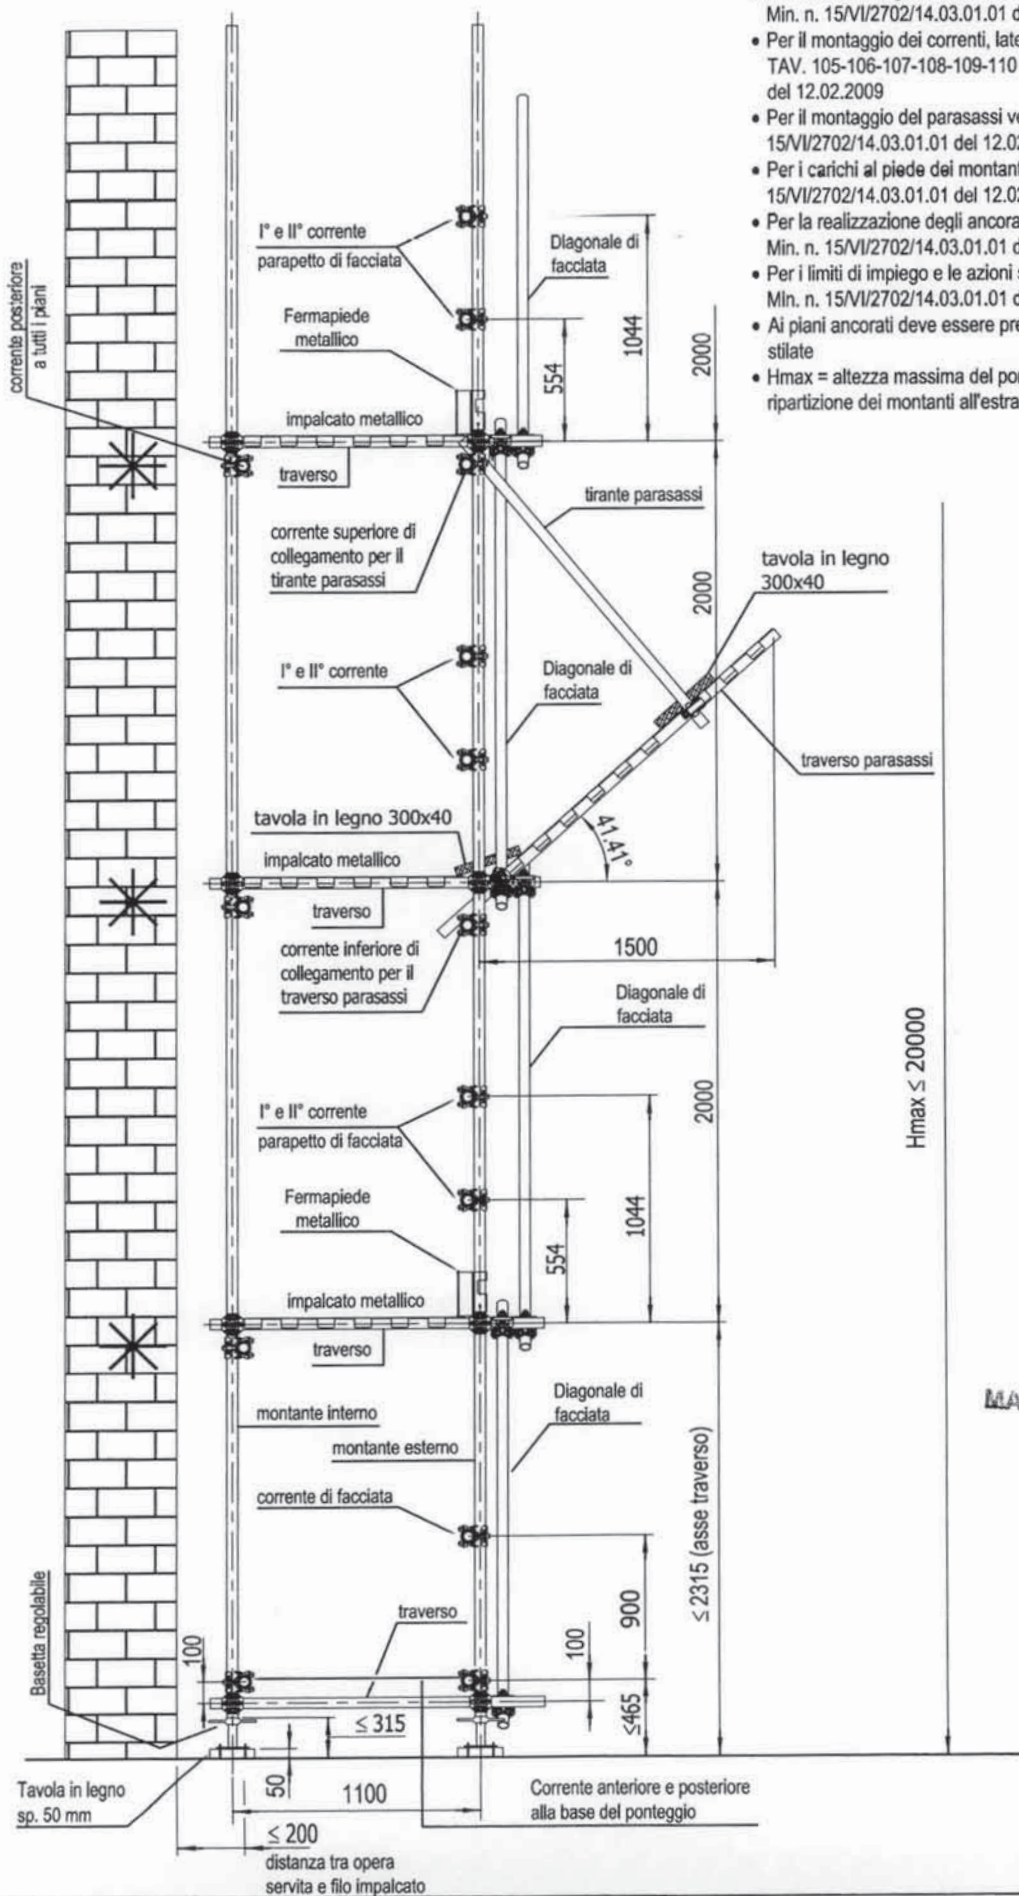 Min. n. 15/VI/2702/14.03.01.01 d
• Per il montaggio dei correnti, late
TAV. 105-106-107-108-109-110
del 12.02.2009
• Per il montaggio del parasassi ve
15/VI/2702/14.03.01.01 del 12.02
• Per i carichi al piede dei montant
15/VI/2702/14.03.01.01 del 12.02
• Per la realizzazione degli ancora
Min. n. 15/VI/2702/14.03.01.01 d
• Per i limiti di impiego e le azioni s
Min. n. 15/VI/2702/14.03.01.01 d
• Ai piani ancorati deve essere pre
stilate
• Hmax = altezza massima del pon
ripartizione dei montanti all'estra
corrente posteriore
a tutti i piani
I° e II° corrente
parapetto di facciata
Diagonale di
facciata
Fermapiede
metallico
554
1044
2000
impalcato metallico
traverso
corrente superiore di
collegamento per il
tirante parasassi
tirante parasassi
tavola in legno
300x40
2000
I° e II° corrente
Diagonale di
facciata
traverso parasassi
tavola in legno 300x40
41.41°
impalcato metallico
traverso
corrente inferiore di
collegamento per il
traverso parasassi
1500
Diagonale di
facciata
Hmax ≤ 20000
2000
I° e II° corrente
parapetto di facciata
Fermapiede
metallico
554
1044
impalcato metallico
traverso
Diagonale di
facciata
MA
montante interno
montante esterno
corrente di facciata
≤2315 (asse traverso)
Basetta regolabile
100
traverso
100
900
≤465
≤ 315
Tavola in legno
sp. 50 mm
50
1100
Corrente anteriore e posteriore
alla base del ponteggio
≤ 200
distanza tra opera
servita e filo impalcato